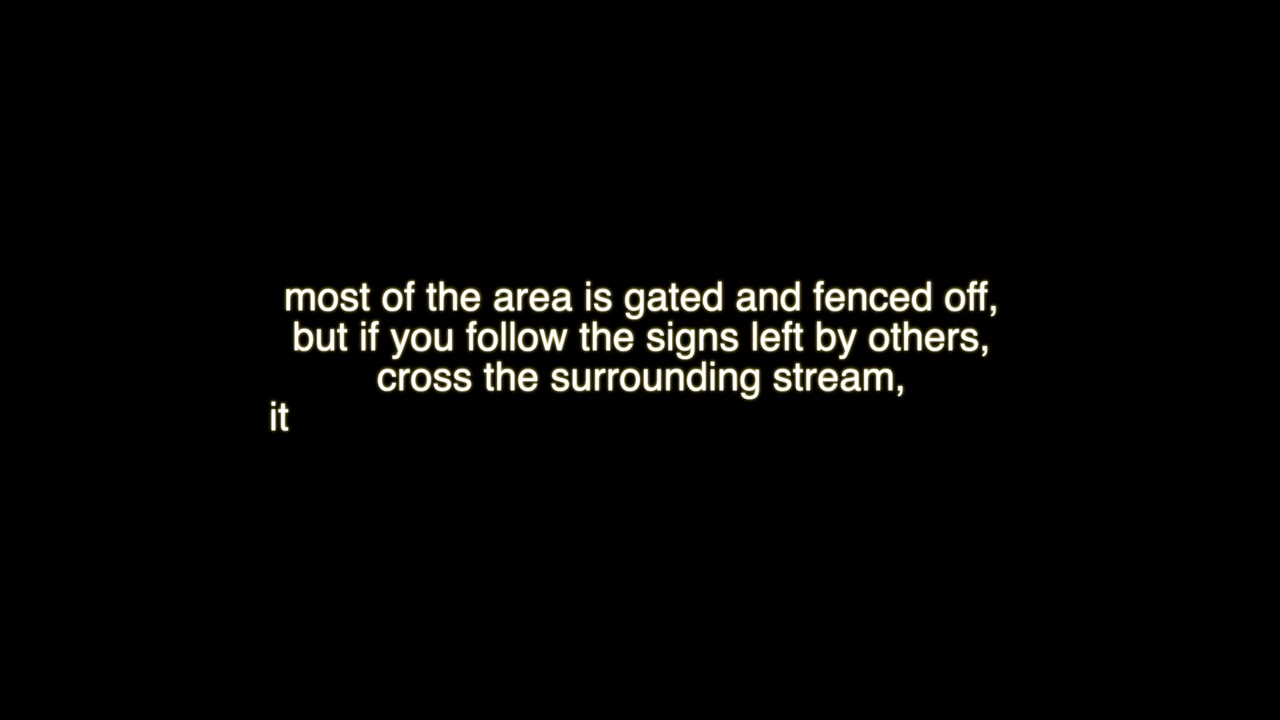 most of the area is gated and fenced off,
but if you follow the signs left by others,
cross the surrounding stream,
it